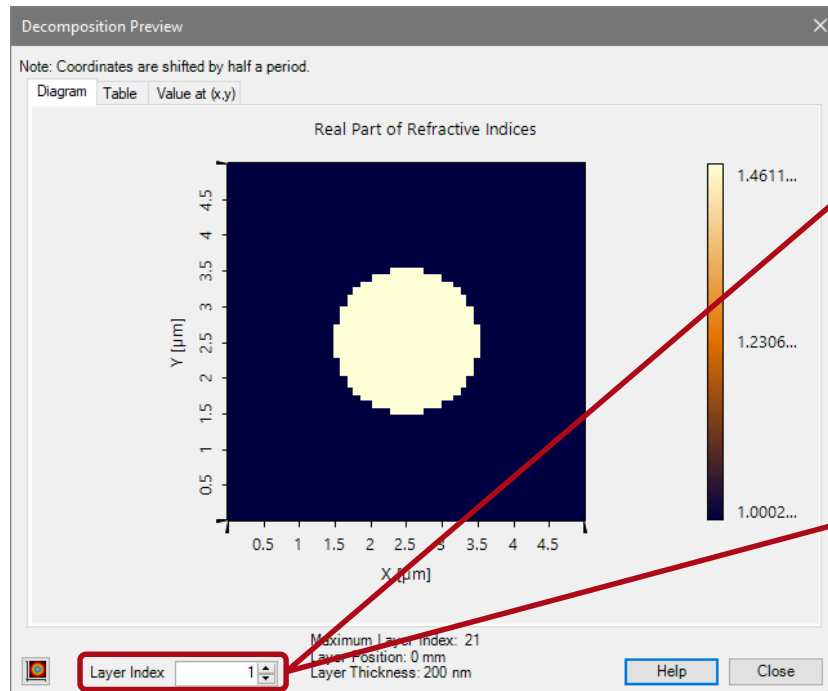 Decomposition Preview
Note: Coordinates are shifted by half a period.
Diagram Table Value at (x,y)
Real Part of Refractive Indices
4.5
4
3.5
3
2.5
2
1.5
1
0.5
Y [µm]
0.5 1 1.5 2 2.5 3 3.5 4 4.5
X [µm]
1.4611...
1.2306...
1.0002...
Maximum Layer Index: 21
Layer Index 1
Layer Position: 0 mm
Layer Thickness: 200 nm
Help Close